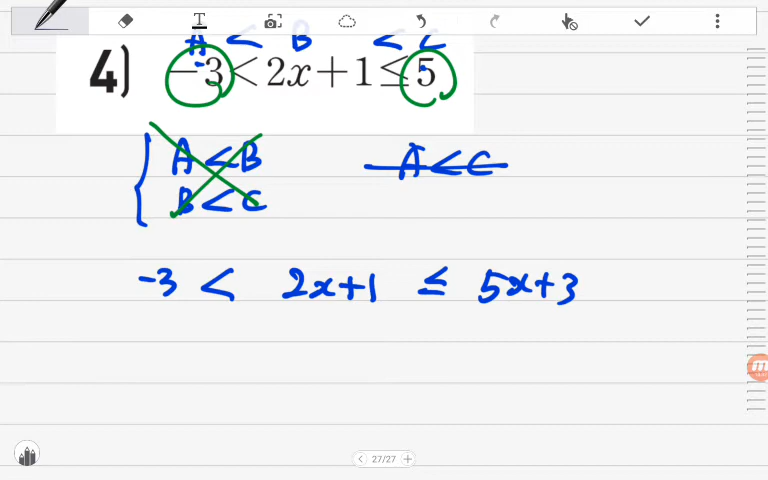 A < B < C
4) −3 < 2x + 1 ≤ 5
A < B
B < C
A < C
-3 < 2x+1 ≤ 5x+3
27/27